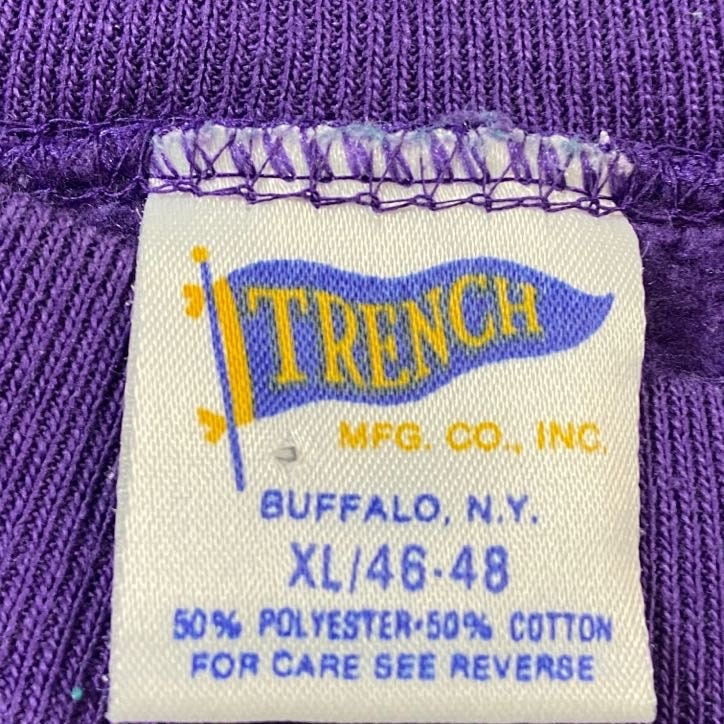 TRENCH
MFG. CO., INC.
BUFFALO, N.Y.
XL/46-48
50% POLYESTER·50% COTTON
FOR CARE SEE REVERSE